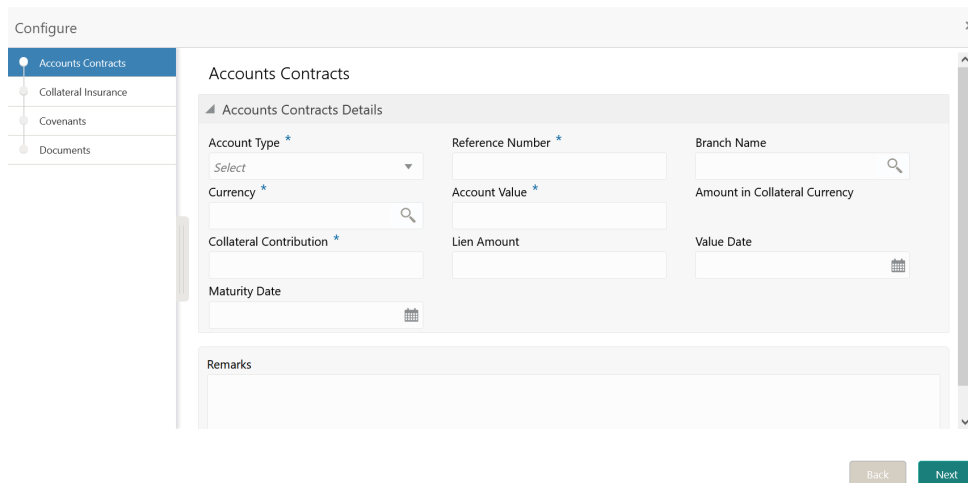 Configure
Accounts Contracts
Collateral Insurance
Covenants
Documents
Accounts Contracts
Accounts Contracts Details
Account Type *
Reference Number *
Branch Name
Select
Currency *
Account Value *
Amount in Collateral Currency
Collateral Contribution *
Lien Amount
Value Date
Maturity Date
Remarks
Back
Next